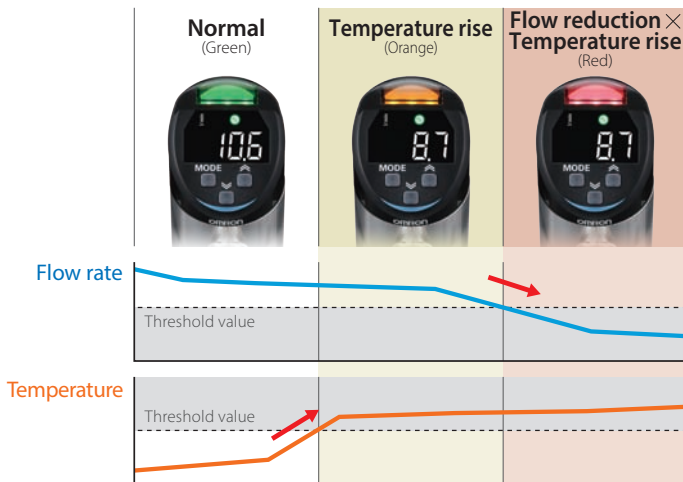 Normal
(Green)
Temperature rise
(Orange)
Flow reduction ×
Temperature rise
(Red)
10.6
MODE
OMRON
8.7
MODE
OMRON
8.7
MODE
OMRON
Flow rate
Threshold value
Temperature
Threshold value